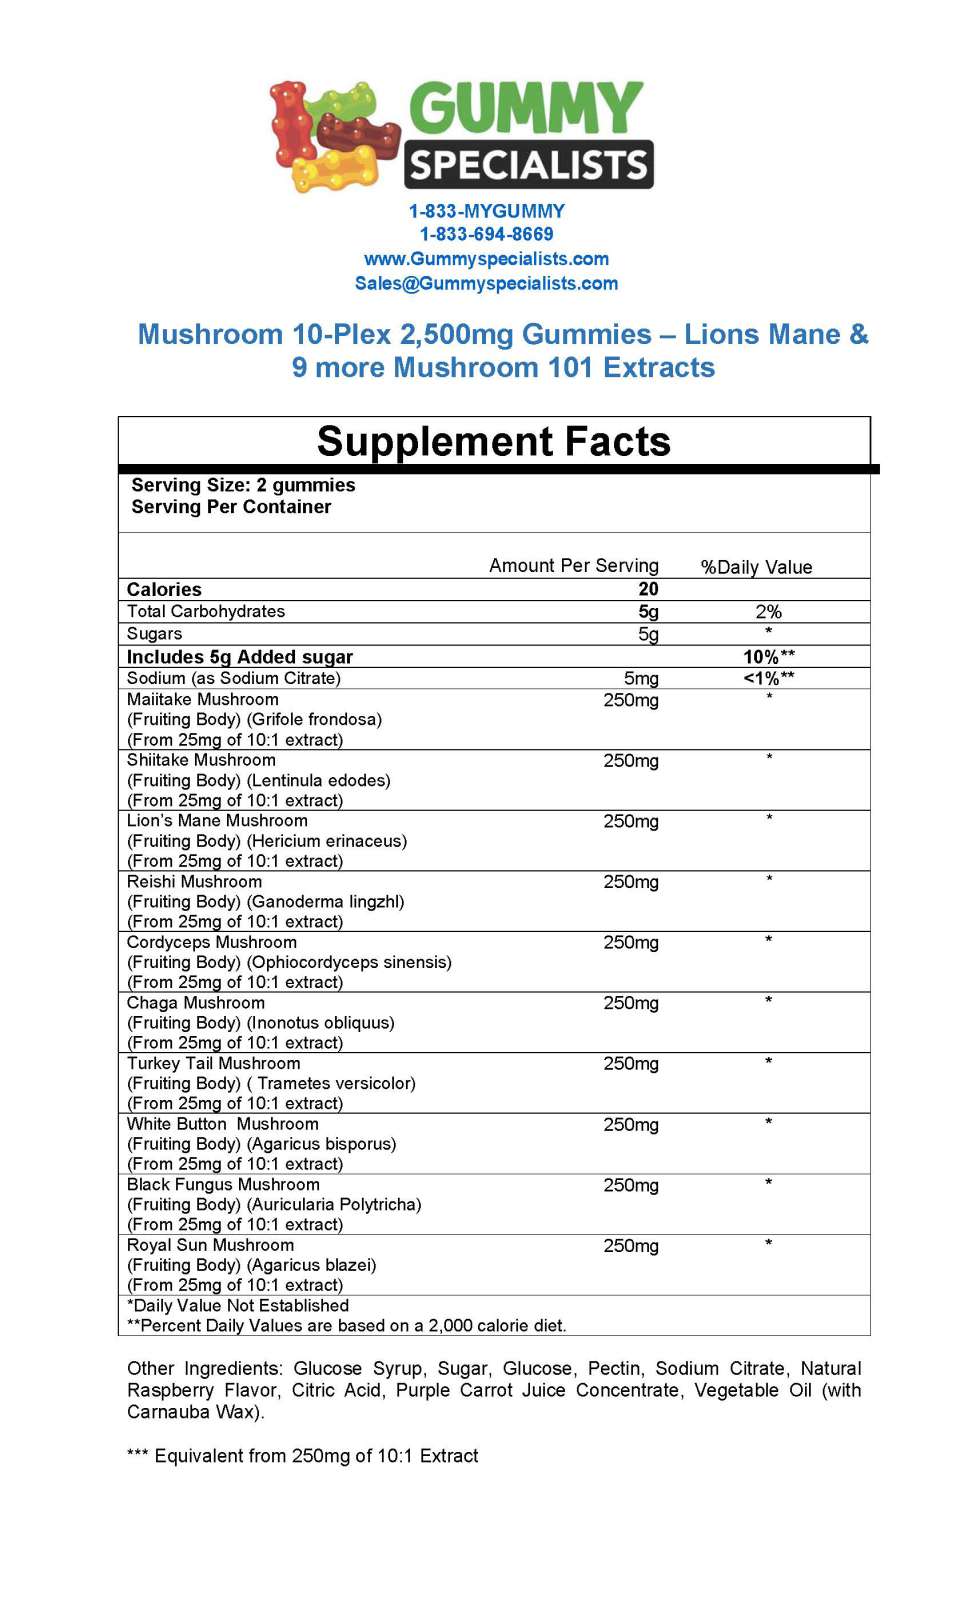 GUMMY
SPECIALISTS
1-833-MYGUMMY
1-833-694-8669
www.Gummyspecialists.com
Sales@Gummyspecialists.com
Mushroom 10-Plex 2,500mg Gummies – Lions Mane &
9 more Mushroom 101 Extracts
Supplement Facts
Serving Size: 2 gummies
Serving Per Container
Amount Per Serving %Daily Value
Calories 20
Total Carbohydrates 5g 2%
Sugars 5g *
Includes 5g Added sugar 10%**
Sodium (as Sodium Citrate) 5mg <1%**
Maiitake Mushroom 250mg *
(Fruiting Body) (Grifole frondosa)
(From 25mg of 10:1 extract)
Shiitake Mushroom 250mg *
(Fruiting Body) (Lentinula edodes)
(From 25mg of 10:1 extract)
Lion's Mane Mushroom 250mg *
(Fruiting Body) (Hericium erinaceus)
(From 25mg of 10:1 extract)
Reishi Mushroom 250mg *
(Fruiting Body) (Ganoderma lingzhl)
(From 25mg of 10:1 extract)
Cordyceps Mushroom 250mg *
(Fruiting Body) (Ophiocordyceps sinensis)
(From 25mg of 10:1 extract)
Chaga Mushroom 250mg *
(Fruiting Body) (Inonotus obliquus)
(From 25mg of 10:1 extract)
Turkey Tail Mushroom 250mg *
(Fruiting Body) ( Trametes versicolor)
(From 25mg of 10:1 extract)
White Button  Mushroom 250mg *
(Fruiting Body) (Agaricus bisporus)
(From 25mg of 10:1 extract)
Black Fungus Mushroom 250mg *
(Fruiting Body) (Auricularia Polytricha)
(From 25mg of 10:1 extract)
Royal Sun Mushroom 250mg *
(Fruiting Body) (Agaricus blazei)
(From 25mg of 10:1 extract)
*Daily Value Not Established
**Percent Daily Values are based on a 2,000 calorie diet.
Other Ingredients: Glucose Syrup, Sugar, Glucose, Pectin, Sodium Citrate, Natural
Raspberry Flavor, Citric Acid, Purple Carrot Juice Concentrate, Vegetable Oil (with
Carnauba Wax).
*** Equivalent from 250mg of 10:1 Extract